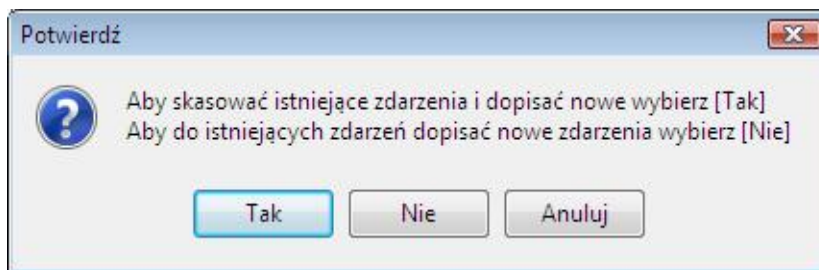 Potwierdź
Aby skasować istniejące zdarzenia i dopisać nowe wybierz [Tak]
Aby do istniejących zdarzeń dopisać nowe zdarzenia wybierz [Nie]
Tak Nie Anuluj